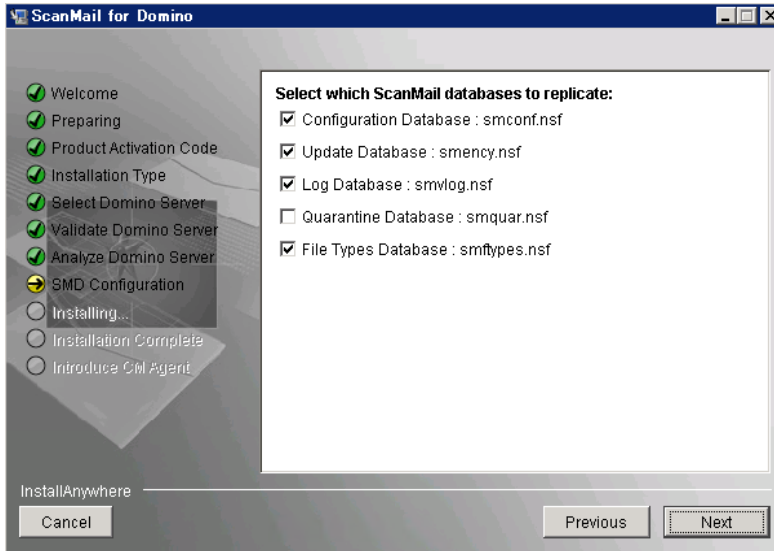 ScanMail for Domino
Welcome
Preparing
Product Activation Code
Installation Type
Select Domino Server
Validate Domino Server
Analyze Domino Server
SMD Configuration
Installing...
Installation Complete
Introduce CM Agent
Select which ScanMail databases to replicate:
Configuration Database : smconf.nsf
Update Database : smency.nsf
Log Database : smvlog.nsf
Quarantine Database : smquar.nsf
File Types Database : smftypes.nsf
InstallAnywhere
Cancel
Previous
Next